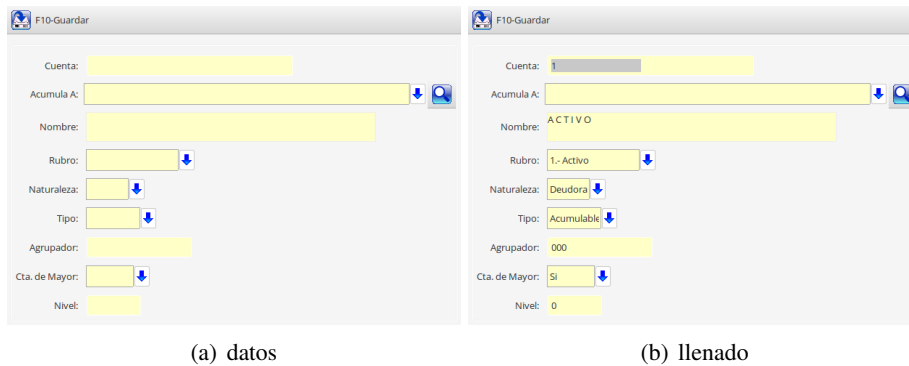 F10-Guardar
Cuenta:
Acumula A:
Nombre:
Rubro:
Naturaleza:
Tipo:
Agrupador:
Cta. de Mayor:
Nivel:
(a) datos
F10-Guardar
Cuenta: 1
Acumula A:
Nombre: A C T I V O
Rubro: 1.- Activo
Naturaleza: Deudora
Tipo: Acumulable
Agrupador: 000
Cta. de Mayor: Si
Nivel: 0
(b) llenado